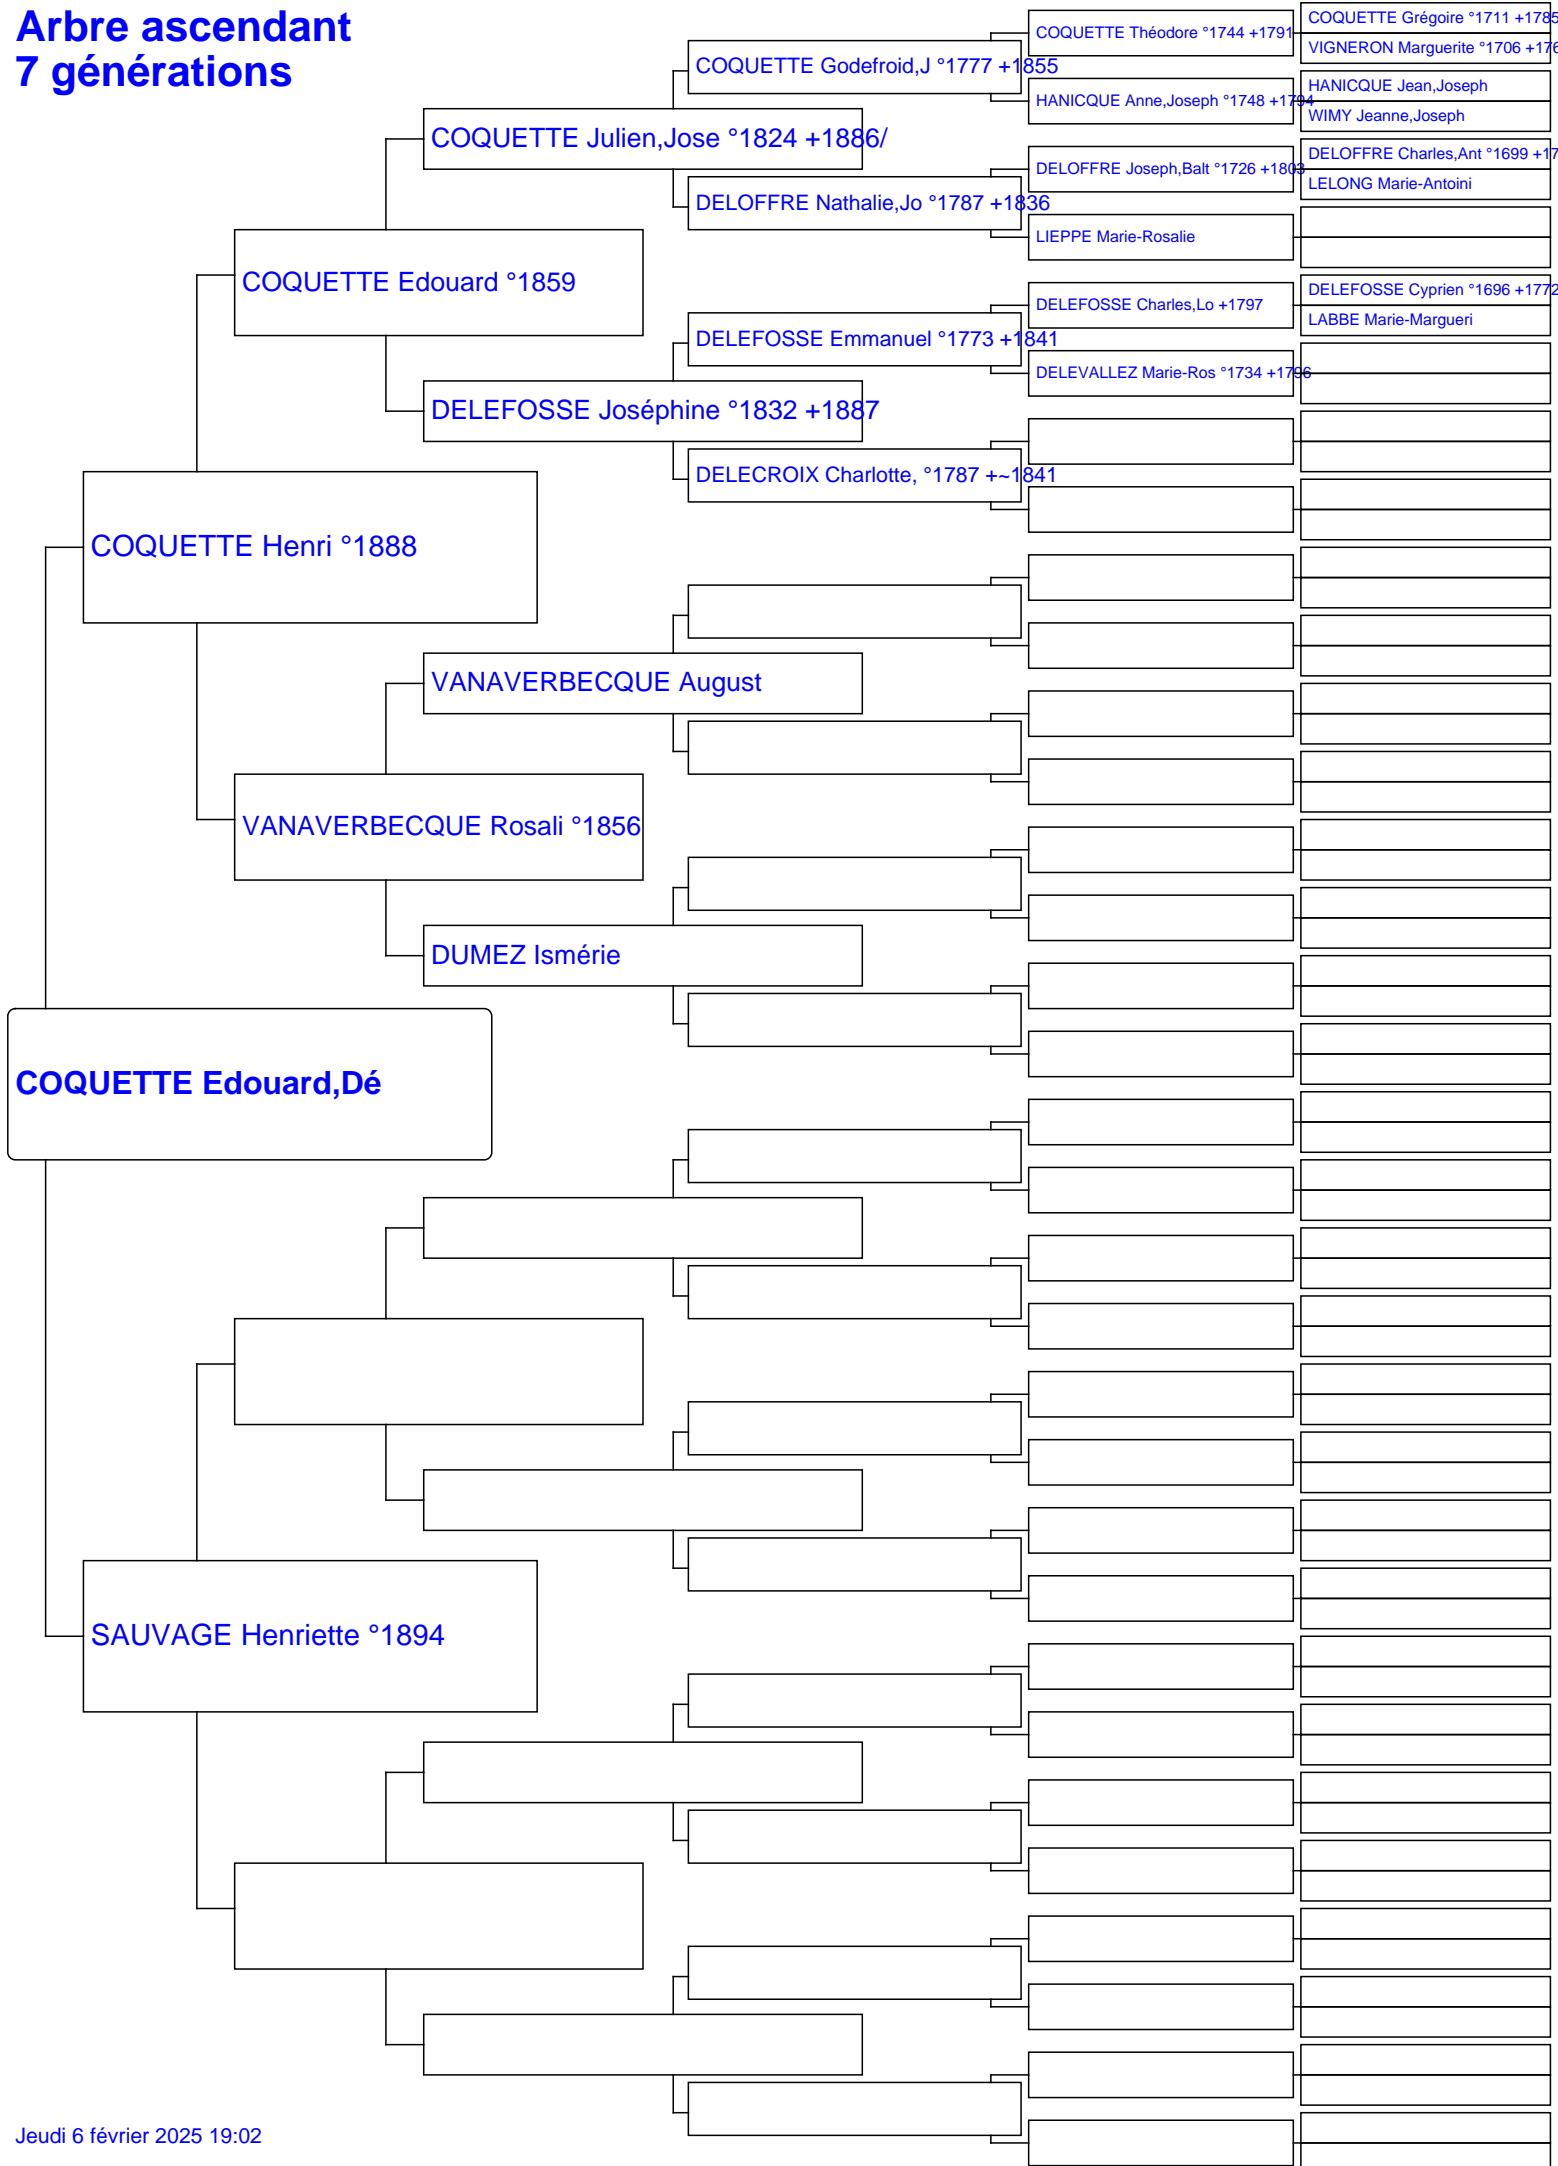 Arbre ascendant
7 générations
COQUETTE Edouard,Dé
COQUETTE Henri °1888
SAUVAGE Henriette °1894
COQUETTE Edouard °1859
VANAVERBECQUE Rosali °1856
COQUETTE Julien,Jose °1824 +1886/
DELEFOSSE Joséphine °1832 +1887
VANAVERBECQUE August
DUMEZ Ismérie
COQUETTE Godefroid,J °1777 +1855
DELOFFRE Nathalie,Jo °1787 +1836
DELEFOSSE Emmanuel °1773 +1841
DELECROIX Charlotte, °1787 +~1841
COQUETTE Théodore °1744 +1791
HANICQUE Anne,Joseph °1748 +1794
DELOFFRE Joseph,Balt °1726 +1803
LIEPPE Marie-Rosalie
DELEFOSSE Charles,Lo +1797
DELEVALLEZ Marie-Ros °1734 +1796
COQUETTE Grégoire °1711 +1785
VIGNERON Marguerite °1706 +176
HANICQUE Jean,Joseph
WIMY Jeanne,Joseph
DELOFFRE Charles,Ant °1699 +17
LELONG Marie-Antoini
DELEFOSSE Cyprien °1696 +1772
LABBE Marie-Margueri
Jeudi 6 février 2025 19:02